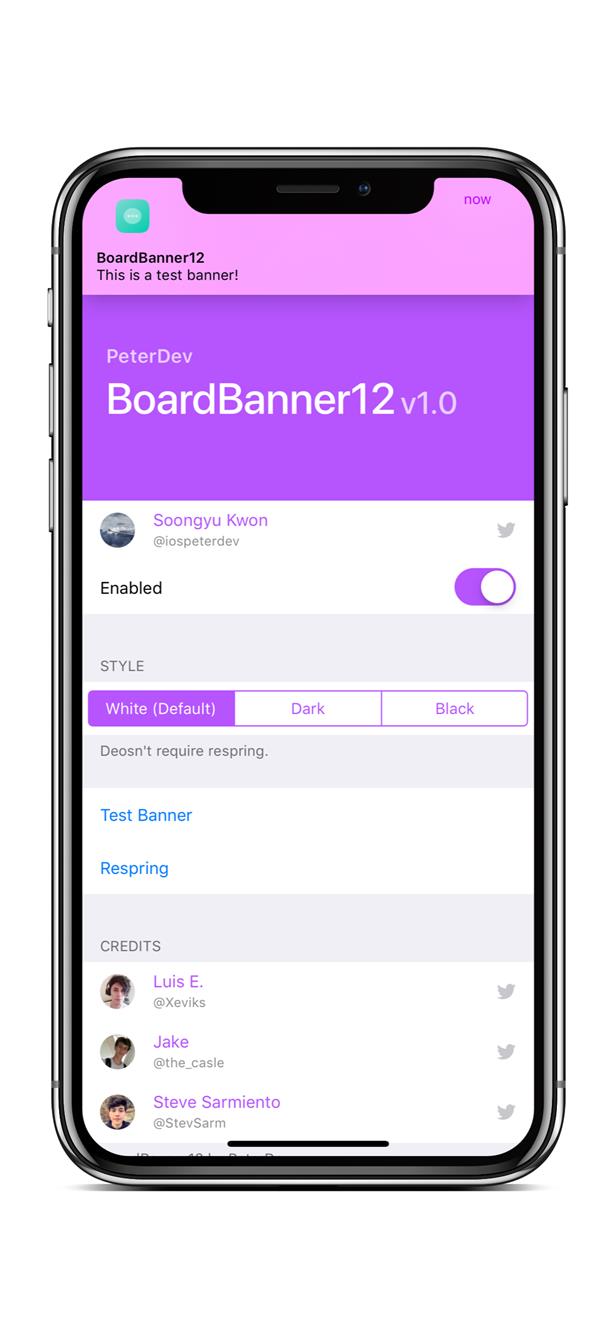 now
BoardBanner12
This is a test banner!
PeterDev
BoardBanner12 v1.0
Soongyu Kwon
@iospeterdev
Enabled
STYLE
White (Default) Dark Black
Deosn't require respring.
Test Banner
Respring
CREDITS
Luis E.
@Xeviks
Jake
@the_casle
Steve Sarmiento
@StevSarm